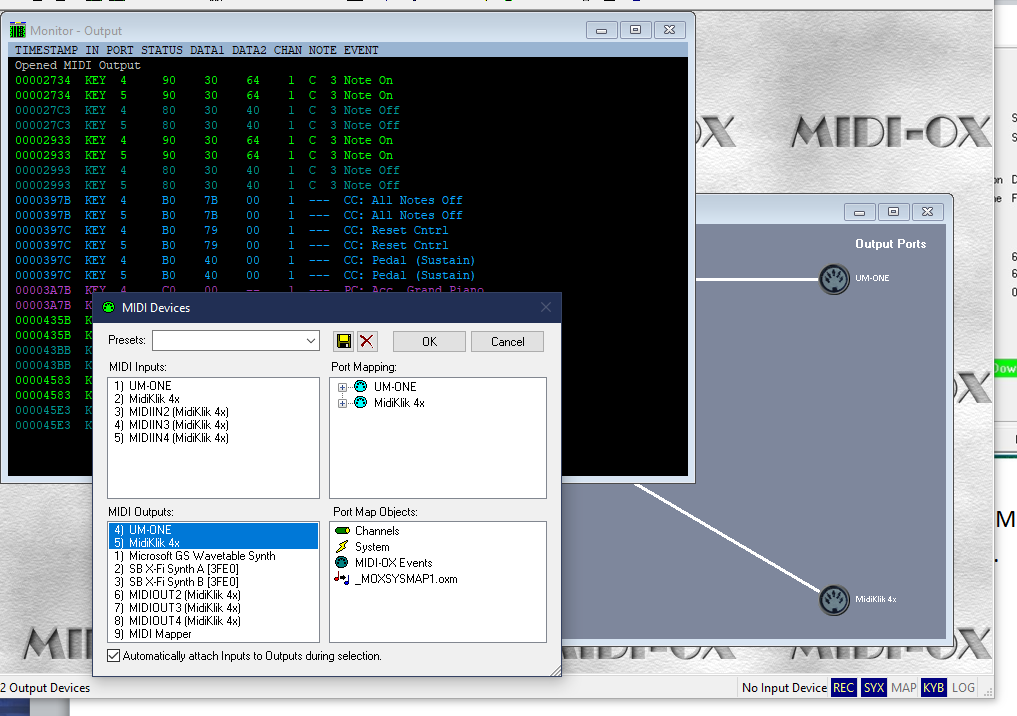 Monitor - Output
TIMESTAMP IN PORT STATUS DATA1 DATA2 CHAN NOTE EVENT
Opened MIDI Output
00002734 KEY 4 90 30 64 1 C 3 Note On
00002734 KEY 5 90 30 64 1 C 3 Note On
000027C3 KEY 4 80 30 40 1 C 3 Note Off
000027C3 KEY 5 80 30 40 1 C 3 Note Off
00002933 KEY 4 90 30 64 1 C 3 Note On
00002933 KEY 5 90 30 64 1 C 3 Note On
00002993 KEY 4 80 30 40 1 C 3 Note Off
00002993 KEY 5 80 30 40 1 C 3 Note Off
0000397B KEY 4 B0 7B 00 1 --- CC: All Notes Off
0000397B KEY 5 B0 7B 00 1 --- CC: All Notes Off
0000397C KEY 4 B0 79 00 1 --- CC: Reset Cntrl
0000397C KEY 5 B0 79 00 1 --- CC: Reset Cntrl
0000397C KEY 4 B0 40 00 1 --- CC: Pedal (Sustain)
0000397C KEY 5 B0 40 00 1 --- CC: Pedal (Sustain)
00003A7B KEY 4 C0 00 -- 1 --- PC: Acc. Grand Piano
00003A7B
0000435B
0000435B
000043BB
000043BB
00004583
00004583
000045E3
000045E3
MIDI Devices
Presets:
OK
Cancel
MIDI Inputs:
1) UM-ONE
2) MidiKlik 4x
3) MIDIIN2 (MidiKlik 4x)
4) MIDIIN3 (MidiKlik 4x)
5) MIDIIN4 (MidiKlik 4x)
Port Mapping:
UM-ONE
MidiKlik 4x
MIDI Outputs:
4) UM-ONE
5) MidiKlik 4x
1) Microsoft GS Wavetable Synth
2) SB X-Fi Synth A [3FE0]
3) SB X-Fi Synth B [3FE0]
6) MIDIOUT2 (MidiKlik 4x)
7) MIDIOUT3 (MidiKlik 4x)
8) MIDIOUT4 (MidiKlik 4x)
9) MIDI Mapper
Port Map Objects:
Channels
System
MIDI-OX Events
_MOXSYSMAP1.oxm
Automatically attach Inputs to Outputs during selection.
MIDI-OX
Output Ports
UM-ONE
MidiKlik 4x
2 Output Devices
No Input Device REC SYX MAP KYB LOG